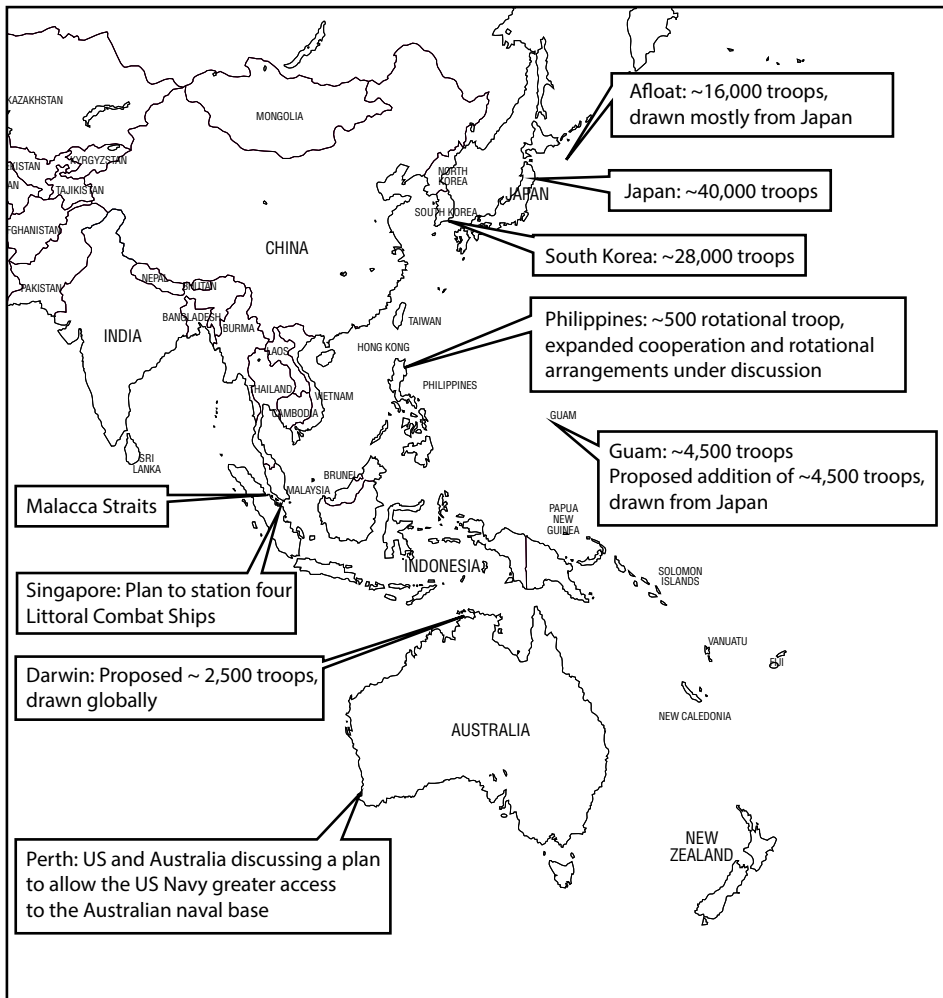 KAZAKHSTAN
MONGOLIA
Afloat: ~16,000 troops,
drawn mostly from Japan
KYRGYZSTAN
EKISTAN
TAJIKISTAN
AN
NORTH
KOREA
JAPAN
Japan: ~40,000 troops
SOUTH KOREA
AFGHANISTAN
CHINA
South Korea: ~28,000 troops
PAKISTAN
NEPAL
BHUTAN
BANGLADESH
INDIA
BURMA
TAIWAN
HONG KONG
LAOS
Philippines: ~500 rotational troop,
expanded cooperation and rotational
arrangements under discussion
THAILAND
VIETNAM
PHILIPPINES
CAMBODIA
GUAM
SRI
LANKA
Guam: ~4,500 troops
Proposed addition of ~4,500 troops,
drawn from Japan
BRUNEI
MALAYSIA
Malacca Straits
PAPUA
NEW
GUINEA
INDONESIA
SOLOMON
ISLANDS
Singapore: Plan to station four
Littoral Combat Ships
VANUATU
FIJI
Darwin: Proposed ~ 2,500 troops,
drawn globally
NEW CALEDONIA
AUSTRALIA
NEW
ZEALAND
Perth: US and Australia discussing a plan
to allow the US Navy greater access
to the Australian naval base